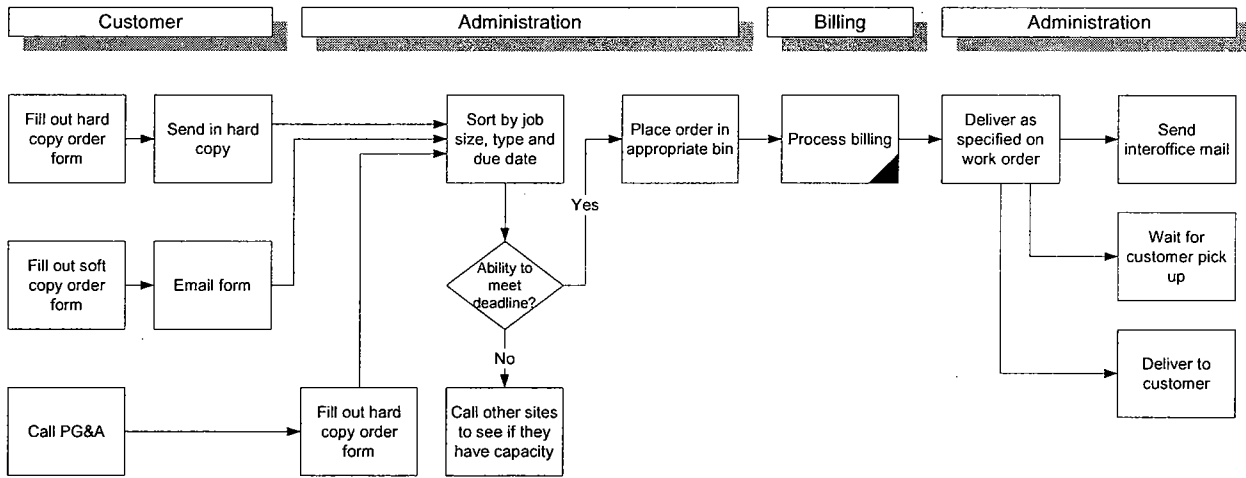 Customer
Administration
Billing
Administration
Fill out hard
copy order
form
Send in hard
copy
Sort by job
size, type and
due date
Place order in
appropriate bin
Process billing
Deliver as
specified on
work order
Send
interoffice mail
Yes
Fill out soft
copy order
form
Email form
Ability to
meet
deadline?
Wait for
customer pick
up
No
Deliver to
customer
Call PG&A
Fill out hard
copy order
form
Call other sites
to see if they
have capacity